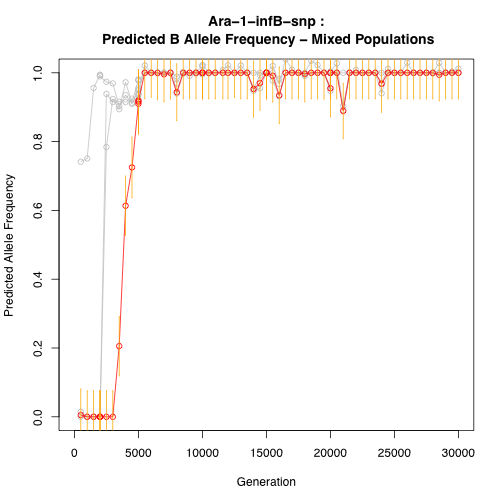 Ara−1−infB−snp :
Predicted B Allele Frequency − Mixed Populations
Predicted Allele Frequency
1.0
0.8
0.6
0.4
0.2
0.0
0 5000 10000 15000 20000 25000 30000
Generation